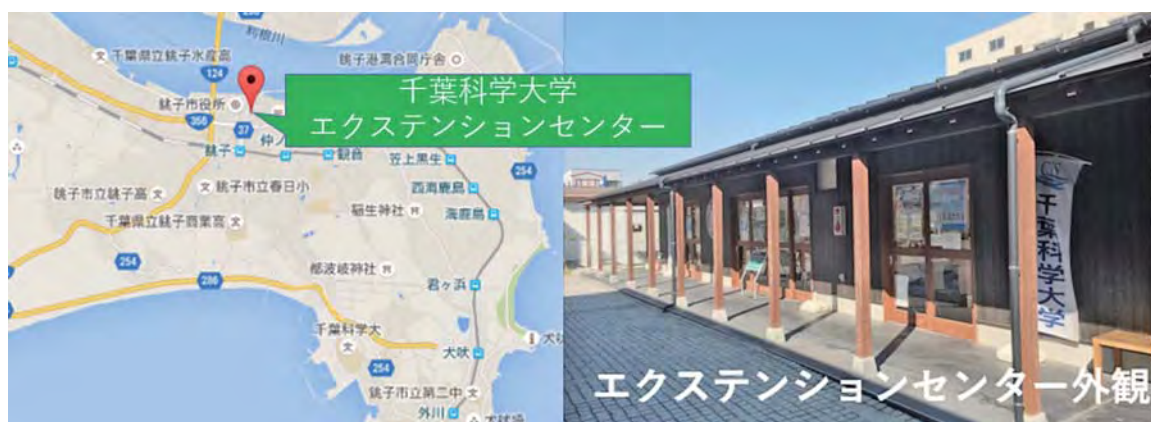 利根川
千葉県立銚子水産高
銚子港湾合同庁舎
124
千葉科学大学
エクステンションセンター
銚子市役所
356
37
仲ノ
銚子
観音
笠上黒生
254
銚子市立銚子高
銚子市立春日小
西海鹿島
千葉県立銚子商業高
稲生神社
海鹿島
254
都波岐神社
286
君ヶ浜
千葉科学大
犬吠
254
銚子市立第二中
外川
千葉科学大学
エクステンションセンター外観